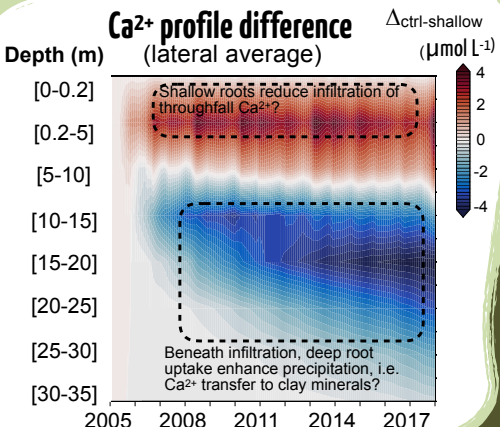 Ca²⁺ profile difference
Δctrl-shallow
Depth (m)
(lateral average)
(μmol L⁻¹)
[0-0.2]
[0.2-5]
[5-10]
[10-15]
[15-20]
[20-25]
[25-30]
[30-35]
Shallow roots reduce infiltration of
throughfall Ca²⁺?
Beneath infiltration, deep root
uptake enhance precipitation, i.e.
Ca²⁺ transfer to clay minerals?
4
2
0
-2
-4
2005 2008 2011 2014 2017